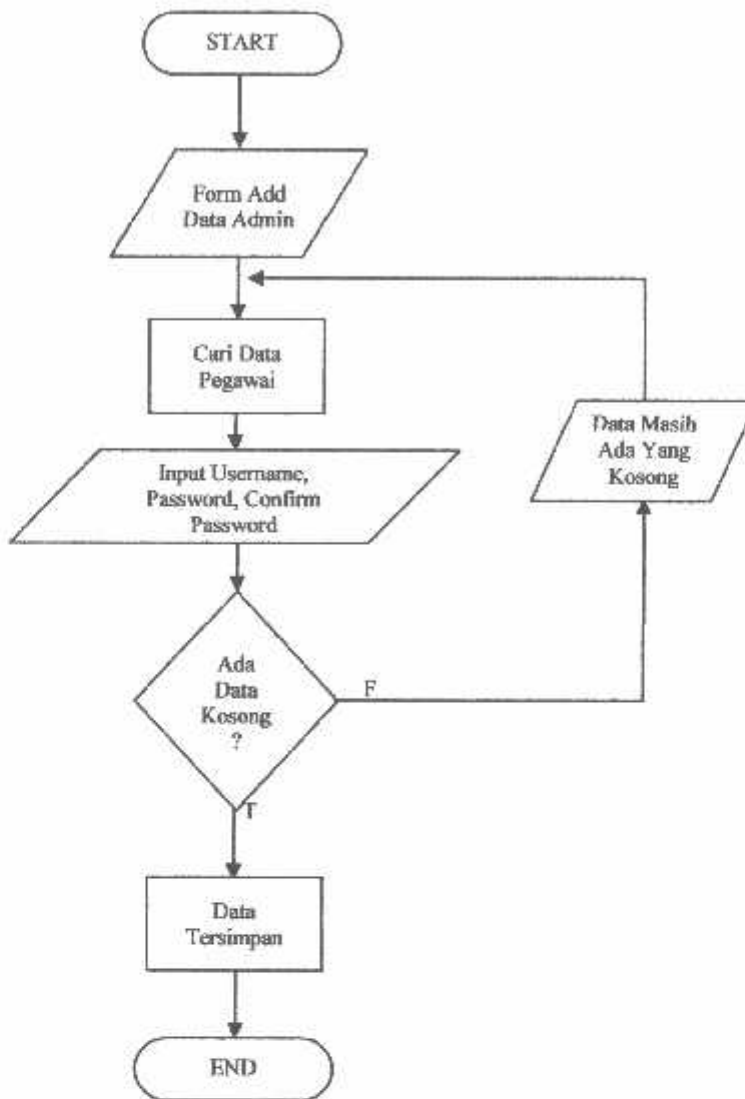 START
Form Add
Data Admin
Cari Data
Pegawai
Data Masih
Ada Yang
Kosong
Input Username,
Password, Confirm
Password
Ada
Data
Kosong
?
F
T
Data
Tersimpan
END